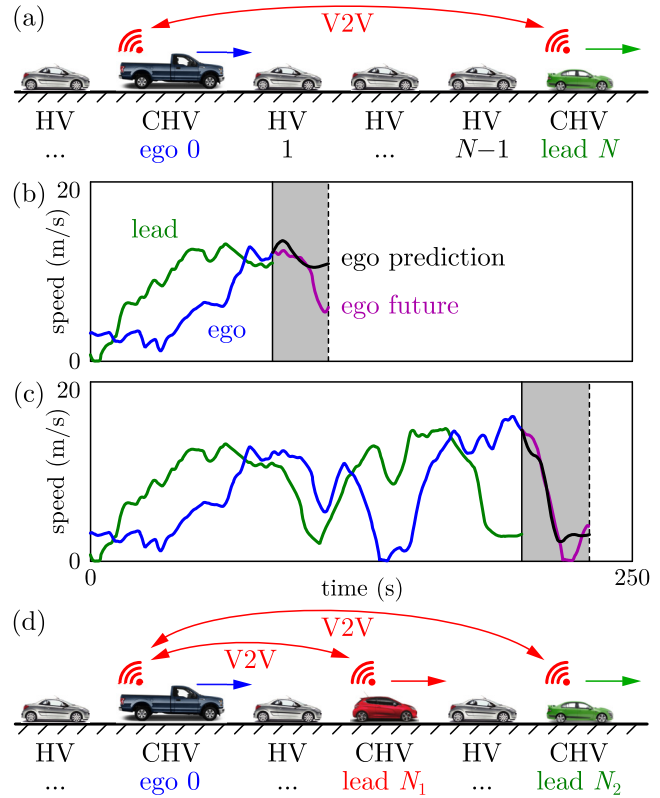 (a)
V2V
HV CHV HV HV HV CHV
... ego 0 1 ... N−1 lead N
(b)
20
speed (m/s)
0
lead
ego
ego prediction
ego future
(c)
20
speed (m/s)
0
0 time (s) 250
(d)
V2V
V2V
HV CHV HV CHV HV CHV
... ego 0 ... lead N₁ ... lead N₂